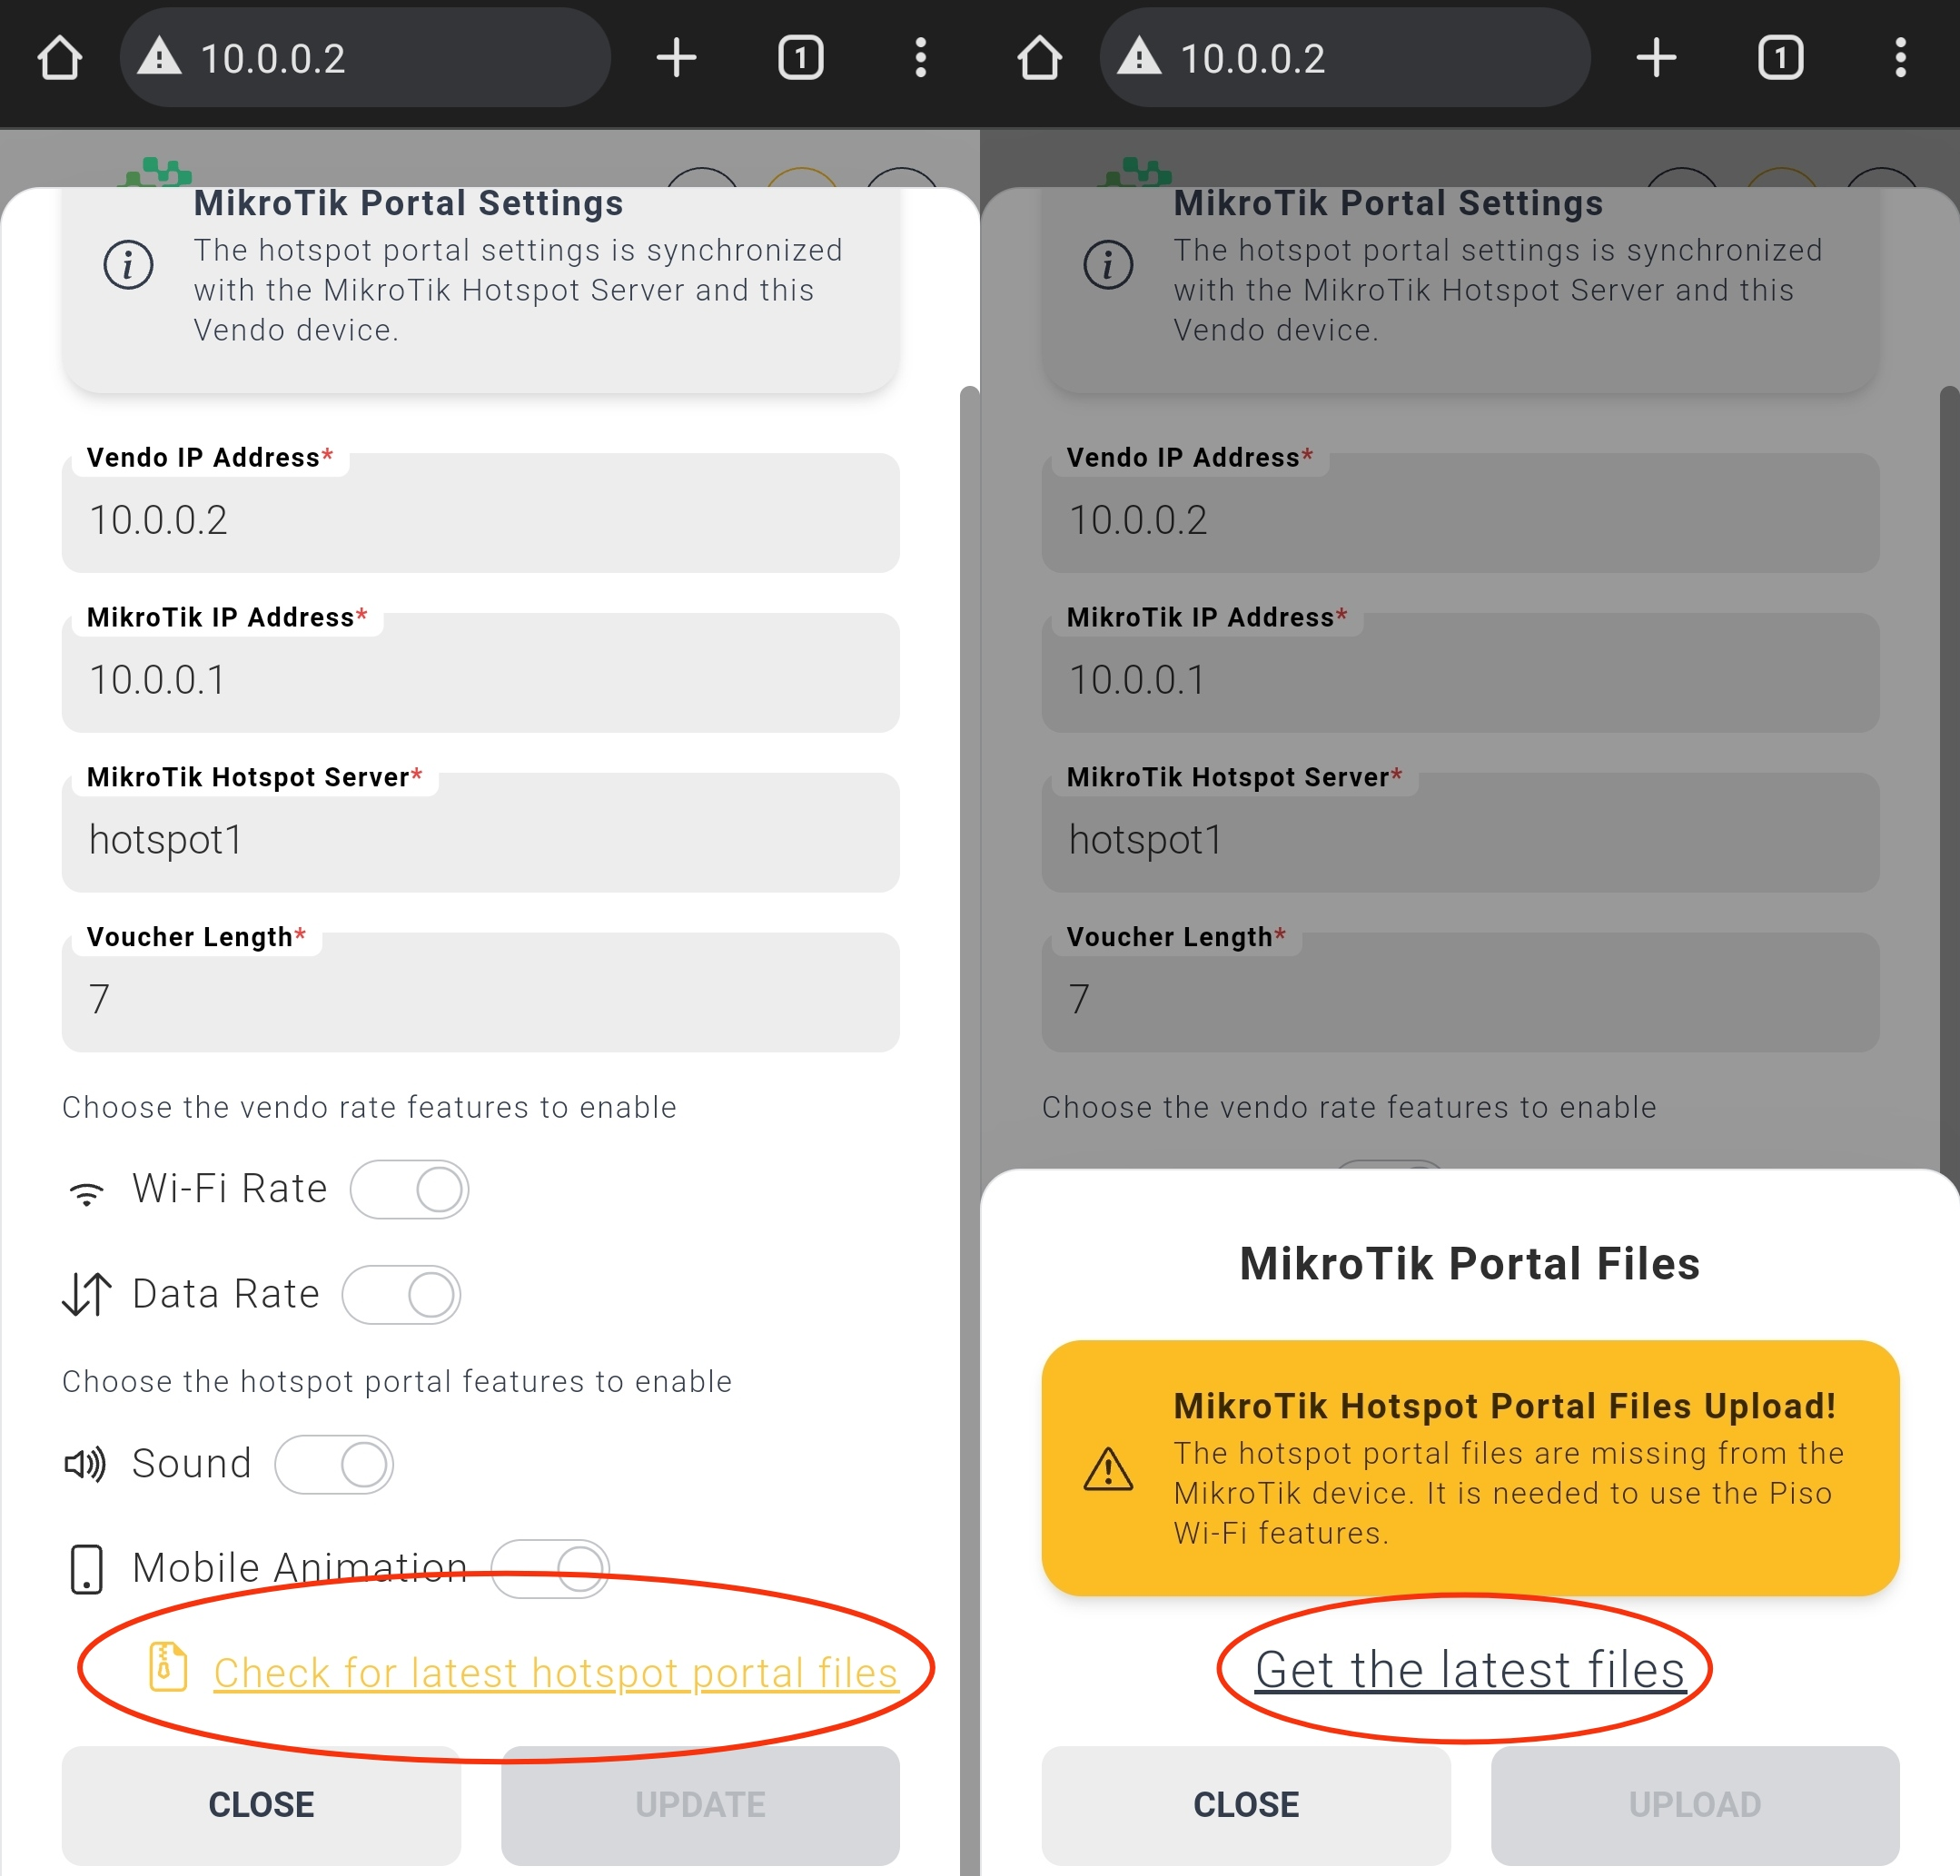 10.0.0.2
1
MikroTik Portal Settings
The hotspot portal settings is synchronized
with the MikroTik Hotspot Server and this
Vendo device.
Vendo IP Address*
10.0.0.2
MikroTik IP Address*
10.0.0.1
MikroTik Hotspot Server*
hotspot1
Voucher Length*
7
Choose the vendo rate features to enable
Wi-Fi Rate
Data Rate
Choose the hotspot portal features to enable
Sound
Mobile Animation
Check for latest hotspot portal files
CLOSE
UPDATE
10.0.0.2
1
MikroTik Portal Settings
The hotspot portal settings is synchronized
with the MikroTik Hotspot Server and this
Vendo device.
Vendo IP Address*
10.0.0.2
MikroTik IP Address*
10.0.0.1
MikroTik Hotspot Server*
hotspot1
Voucher Length*
7
Choose the vendo rate features to enable
MikroTik Portal Files
MikroTik Hotspot Portal Files Upload!
The hotspot portal files are missing from the
MikroTik device. It is needed to use the Piso
Wi-Fi features.
Get the latest files
CLOSE
UPLOAD